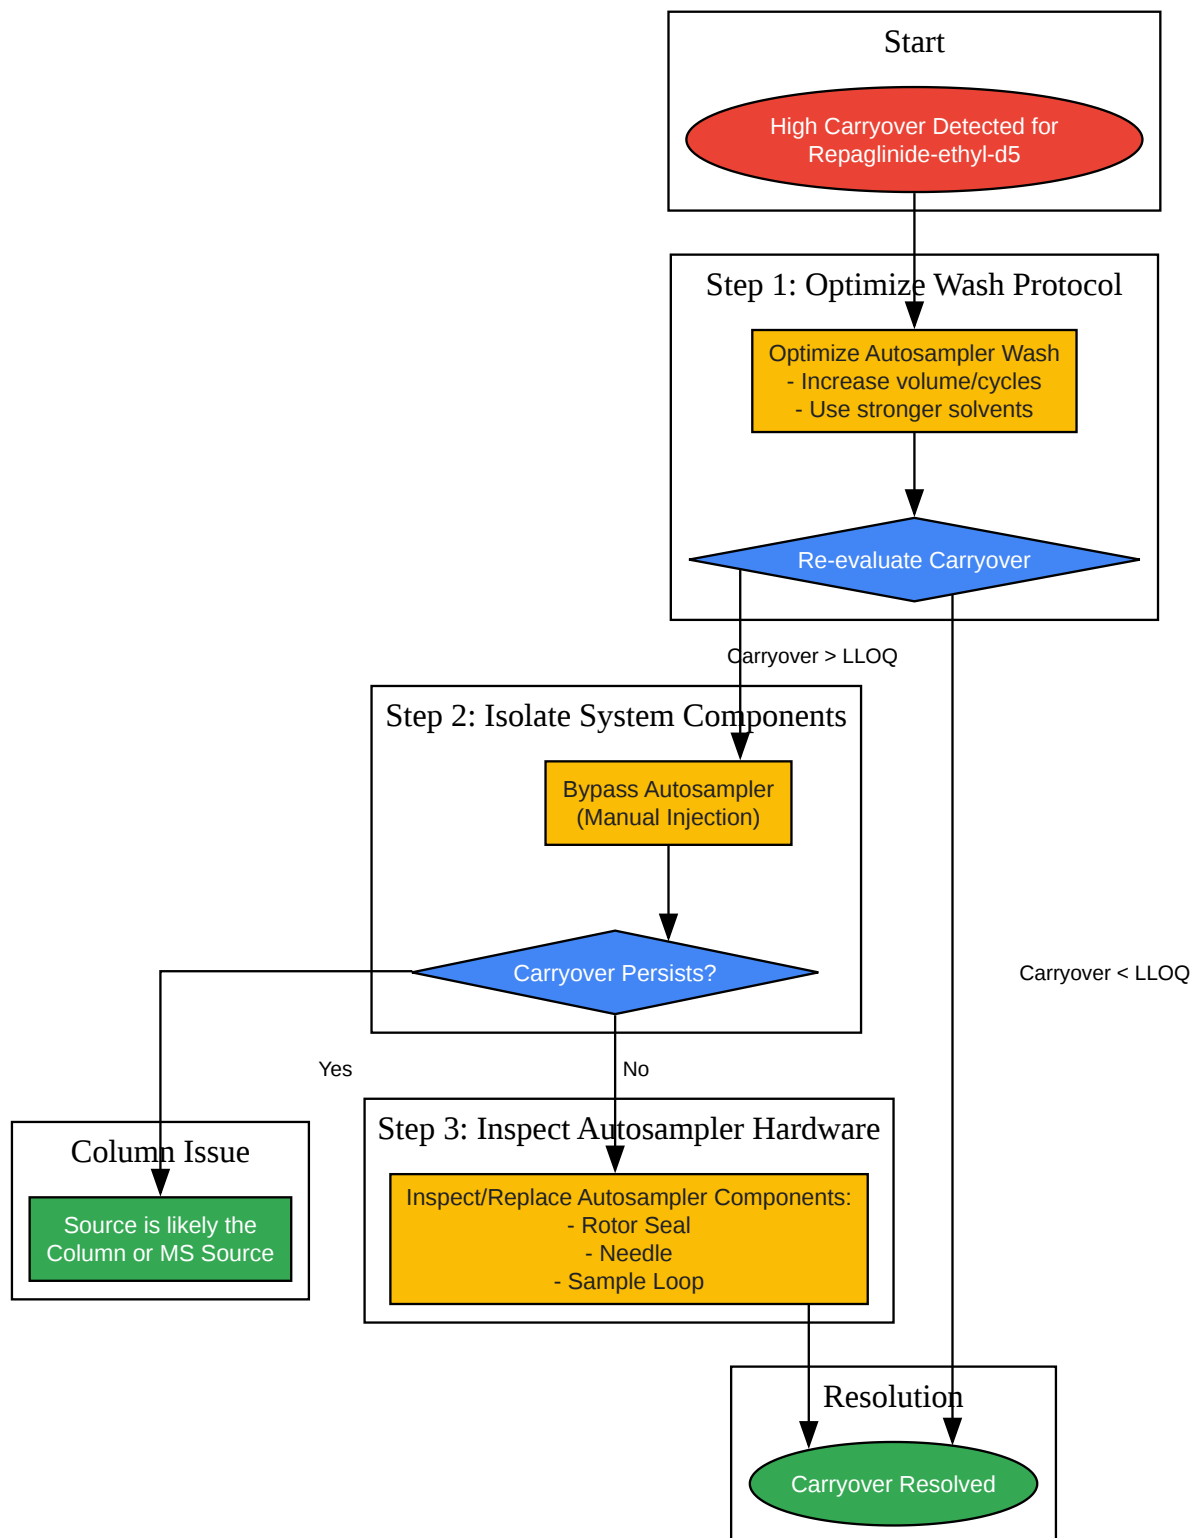 Start
High Carryover Detected for
Repaglinide-ethyl-d5
Step 1: Optimize Wash Protocol
Optimize Autosampler Wash
- Increase volume/cycles
- Use stronger solvents
Re-evaluate Carryover
Carryover > LLOQ
Step 2: Isolate System Components
Bypass Autosampler
(Manual Injection)
Carryover Persists?
Carryover < LLOQ
Yes
No
Column Issue
Source is likely the
Column or MS Source
Step 3: Inspect Autosampler Hardware
Inspect/Replace Autosampler Components:
- Rotor Seal
- Needle
- Sample Loop
Resolution
Carryover Resolved